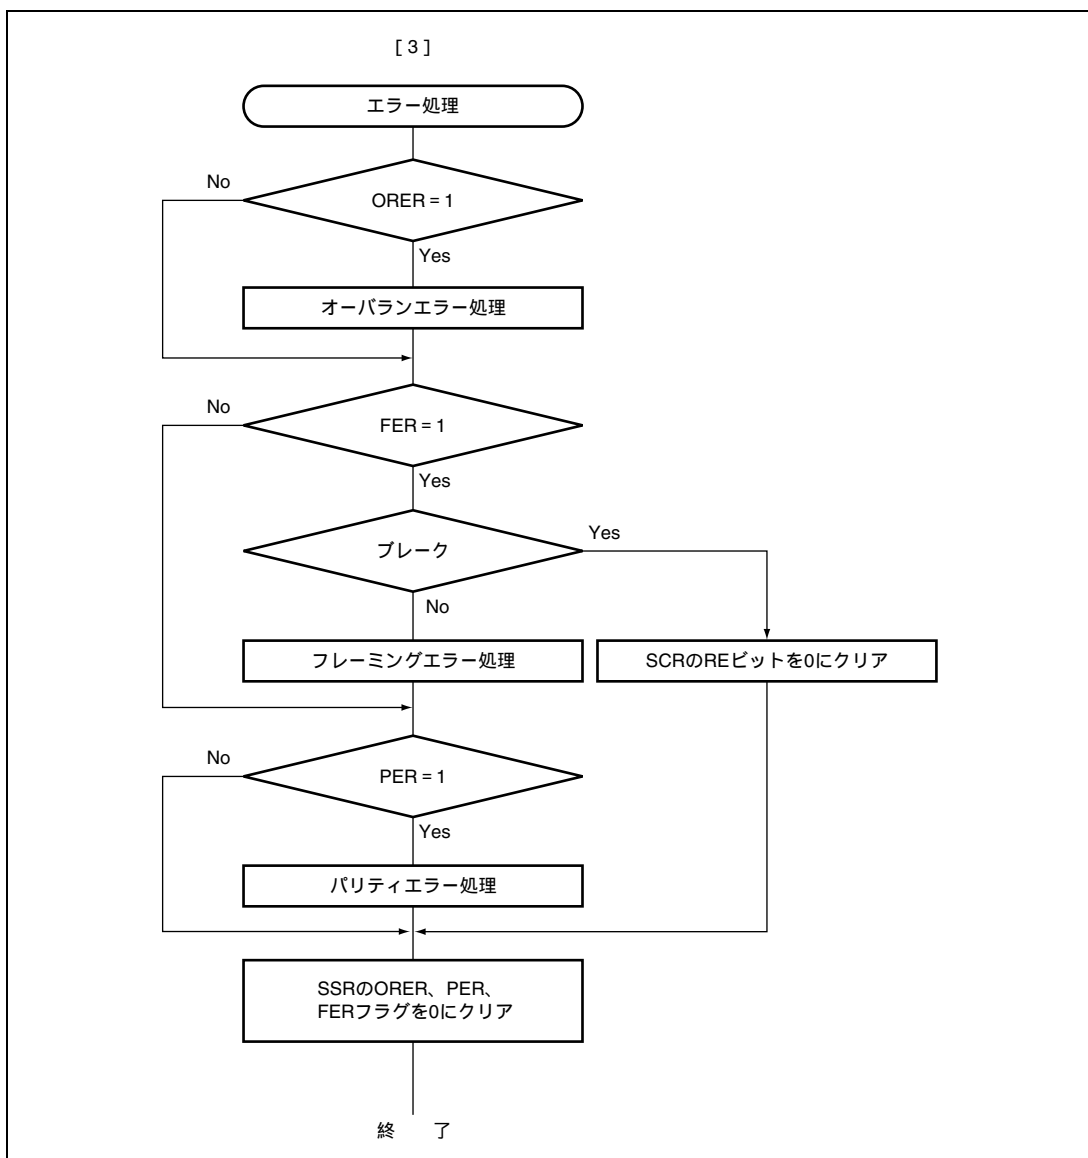 [ 3 ]
エラー処理
No
ORER = 1
Yes
オーバランエラー処理
No
FER = 1
Yes
ブレーク
Yes
No
フレーミングエラー処理
SCRのREビットを0にクリア
No
PER = 1
Yes
パリティエラー処理
SSRのORER、PER、
FERフラグを0にクリア
終 了